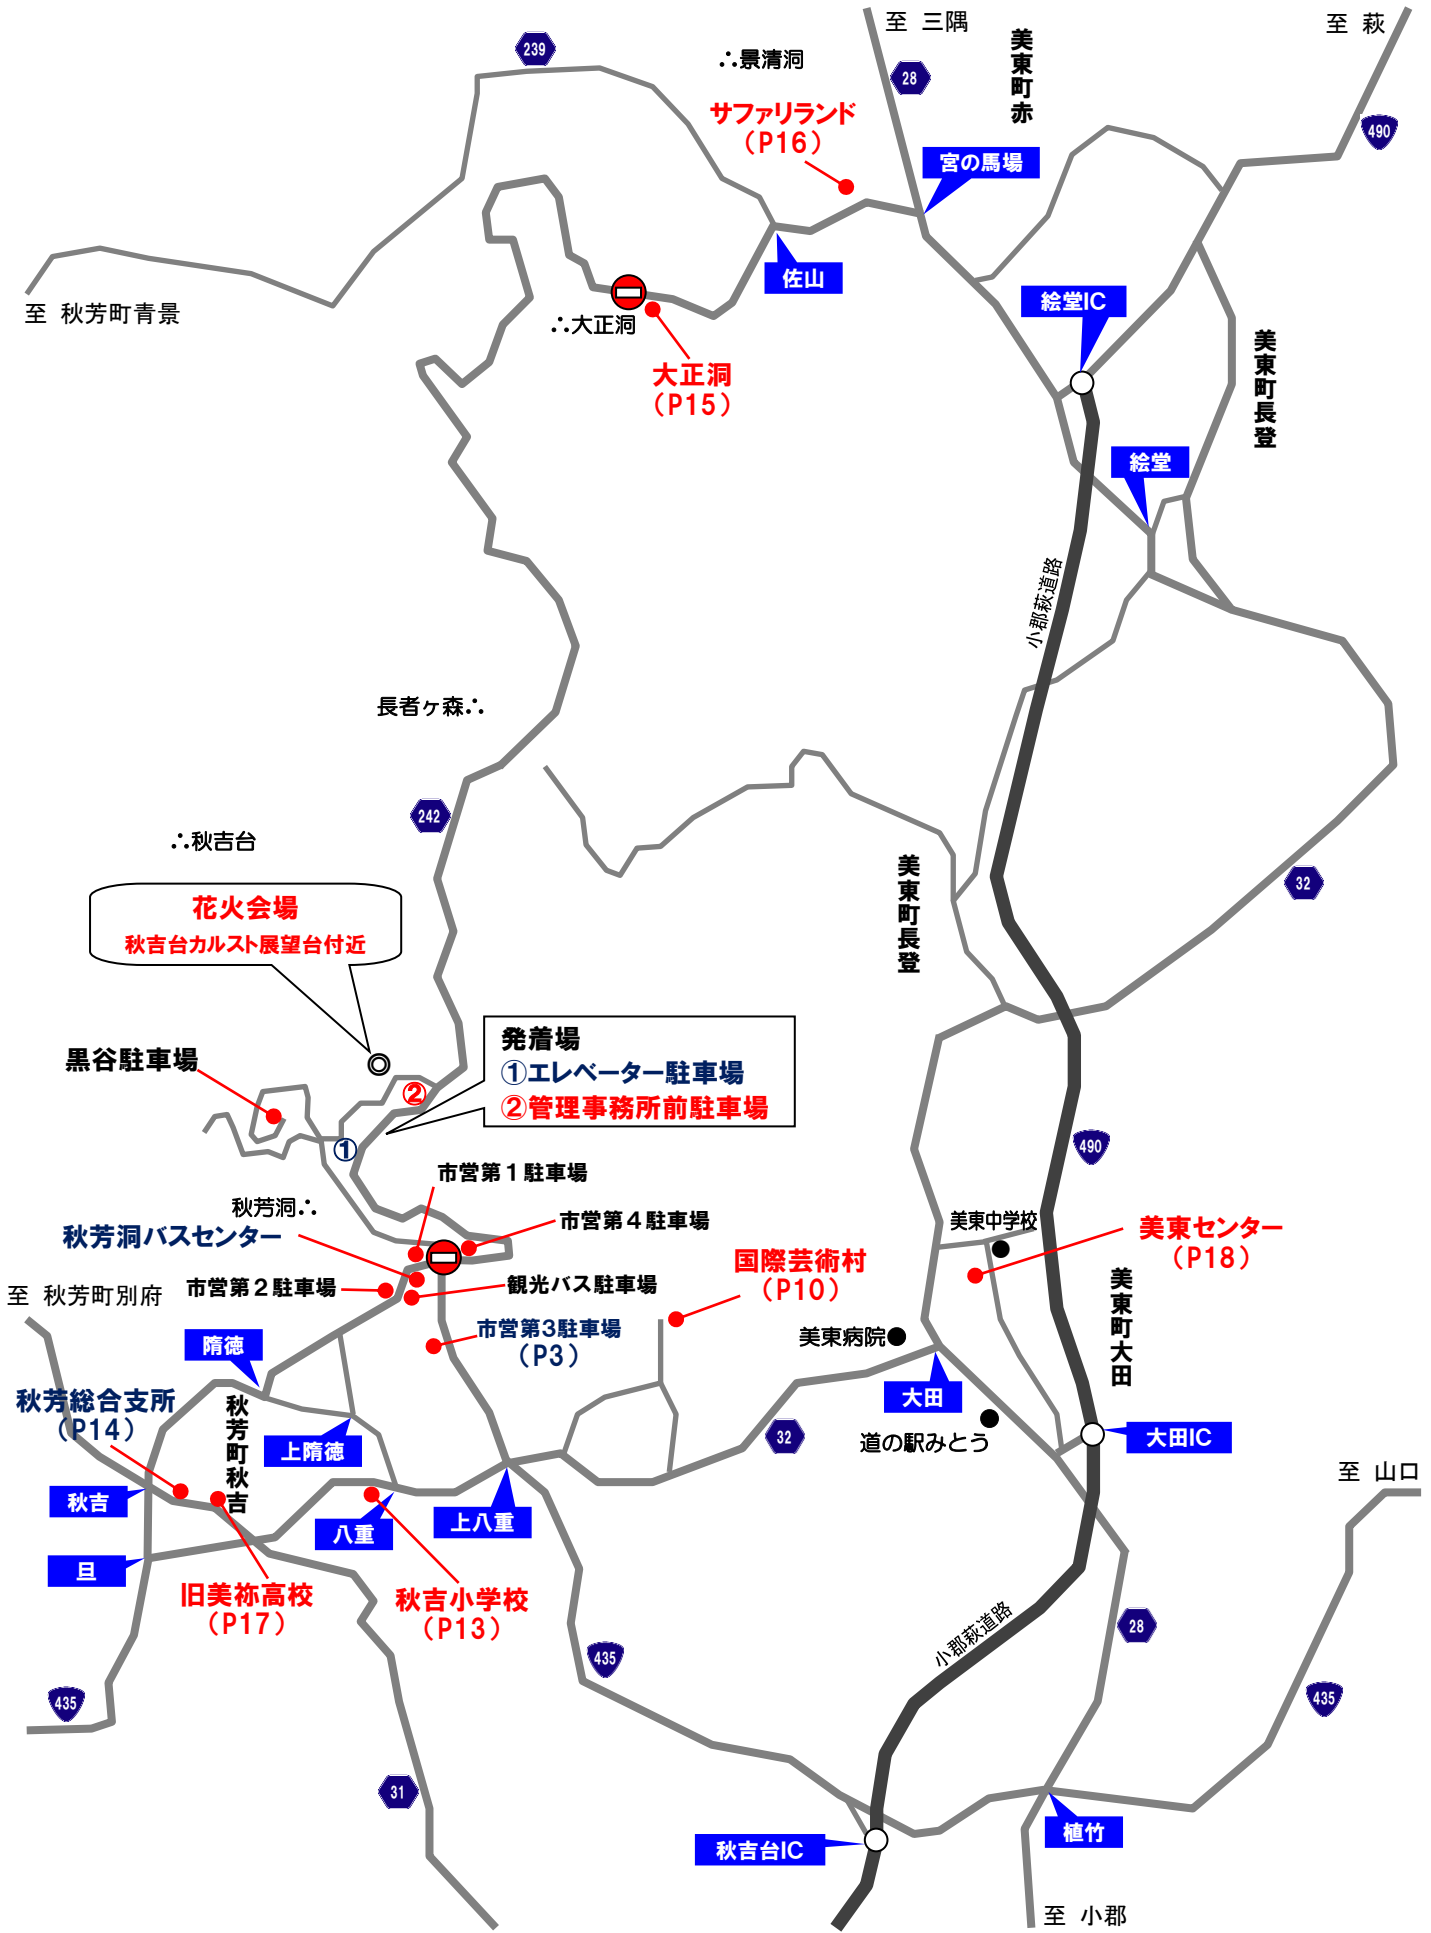 至 三隅
至 萩
239
∴景清洞
28
美東町赤
サファリランド
（P16）
490
宮の馬場
佐山
至 秋芳町青景
∴大正洞
大正洞
（P15）
絵堂IC
美東町長登
絵堂
小郡萩道路
長者ヶ森∴
242
∴秋吉台
花火会場
秋吉台カルスト展望台付近
美東町長登
32
発着場
①エレベーター駐車場
②管理事務所前駐車場
黒谷駐車場
②
①
490
市営第１駐車場
秋芳洞∴
市営第４駐車場
美東中学校
美東センター
（P18）
秋芳洞バスセンター
国際芸術村
（P10）
至 秋芳町別府
市営第２駐車場
観光バス駐車場
美東町大田
市営第3駐車場
（P3）
美東病院
隋徳
秋芳総合支所
（P14）
秋芳町秋吉
大田
道の駅みとう
32
大田IC
上隋徳
至 山口
秋吉
八重
上八重
旦
旧美祢高校
（P17）
秋吉小学校
（P13）
小郡萩道路
28
435
435
435
31
秋吉台IC
植竹
至 小郡